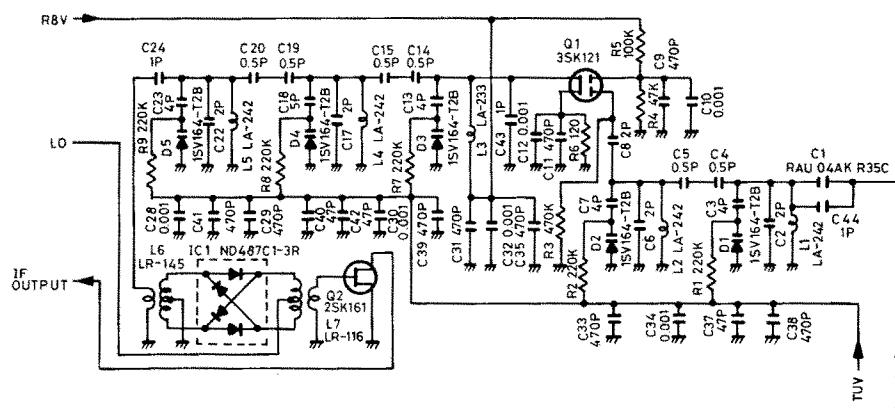 R8V
C24
1P
C20
0.5P
C19
0.5P
C15
0.5P
C14
0.5P
Q1
3SK121
R5
100K
C9
470P
C23
4P
C18
5P
C13
4P
R9 220K
D5
1SV164-T2B
C22
2P
L5 LA-242
R8 220K
D4
1SV164-T2B
C17
2P
L4 LA-242
R7 220K
D3
1SV164-T2B
L3
LA-233
C43
1P
C12 0.001
C11 470P
R6 120
C8 2P
R4 47K
C10
0.001
LO
C5
0.5P
C4
0.5P
C1
RAU 04AK R35C
C28
0.001
C41
470P
C29
470P
C40
47P
C42
47P
C30
0.001
C39
470P
C31 470P
C32 0.001
C35 470P
R3 470K
C7
4P
D2
1SV164-T2B
C6
2P
L2 LA-242
R2 220K
C3
4P
D1
1SV164-T2B
C2
2P
L1
LA-242
C44
1P
R1 220K
L6
LR-145
IC1
ND487C1-3R
IF
OUTPUT
Q2
2SK161
L7
LR-116
C33
470P
C34
0.001
C37
47P
C38
470P
TUV